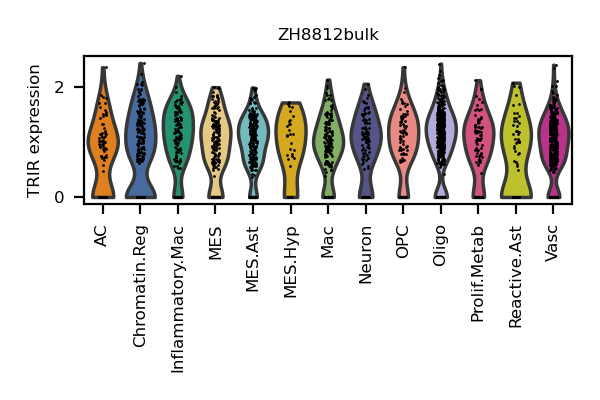 ZH8812bulk
TRIR expression
2
0
AC
Chromatin.Reg
Inflammatory.Mac
MES
MES.Ast
MES.Hyp
Mac
Neuron
OPC
Oligo
Prolif.Metab
Reactive.Ast
Vasc